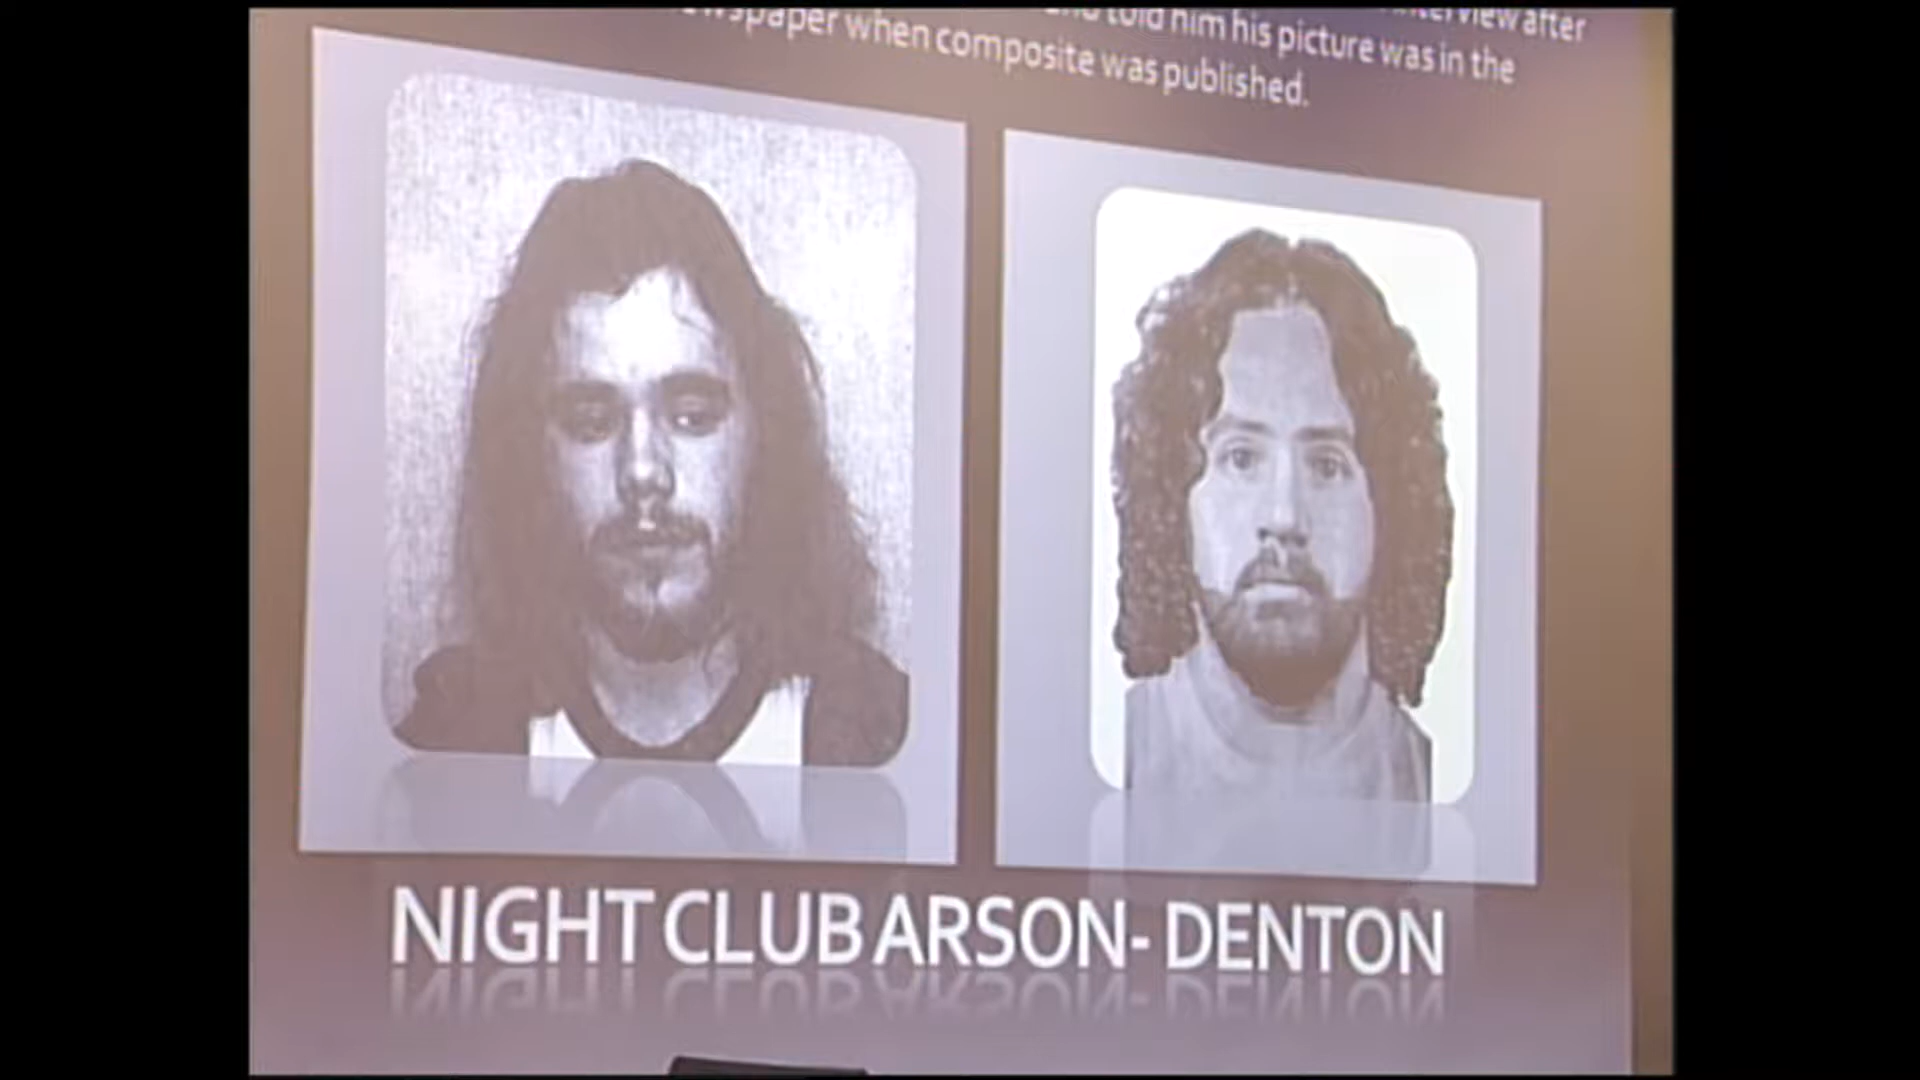 told him his picture was in the
when composite was published.
NIGHT CLUB ARSON- DENTON